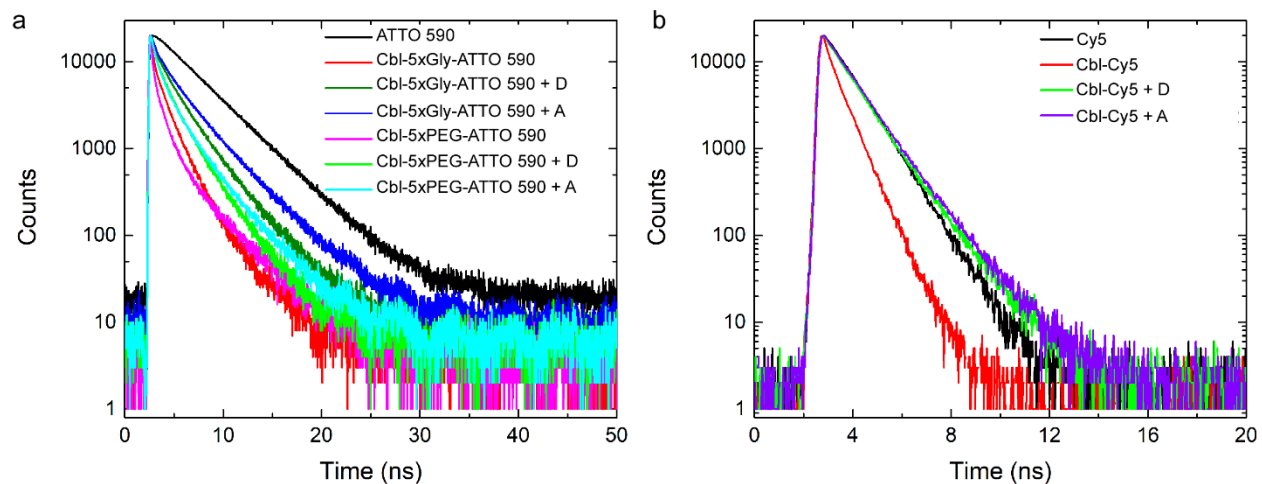 a
Counts
10000
1000
100
10
1
0
10
20
30
40
50
Time (ns)
ATTO 590
Cbl-5xGly-ATTO 590
Cbl-5xGly-ATTO 590 + D
Cbl-5xGly-ATTO 590 + A
Cbl-5xPEG-ATTO 590
Cbl-5xPEG-ATTO 590 + D
Cbl-5xPEG-ATTO 590 + A
b
Counts
10000
1000
100
10
1
0
4
8
12
16
20
Time (ns)
Cy5
Cbl-Cy5
Cbl-Cy5 + D
Cbl-Cy5 + A